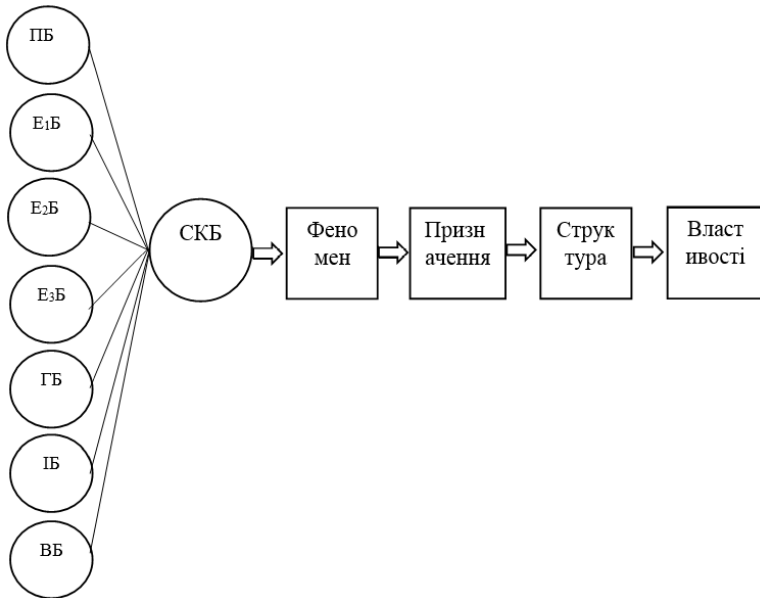 ПБ
Е₁Б
Е₂Б
Е₃Б
ГБ
ІБ
ВБ
СКБ
Фено
мен
Призн
ачення
Струк
тура
Власт
ивості